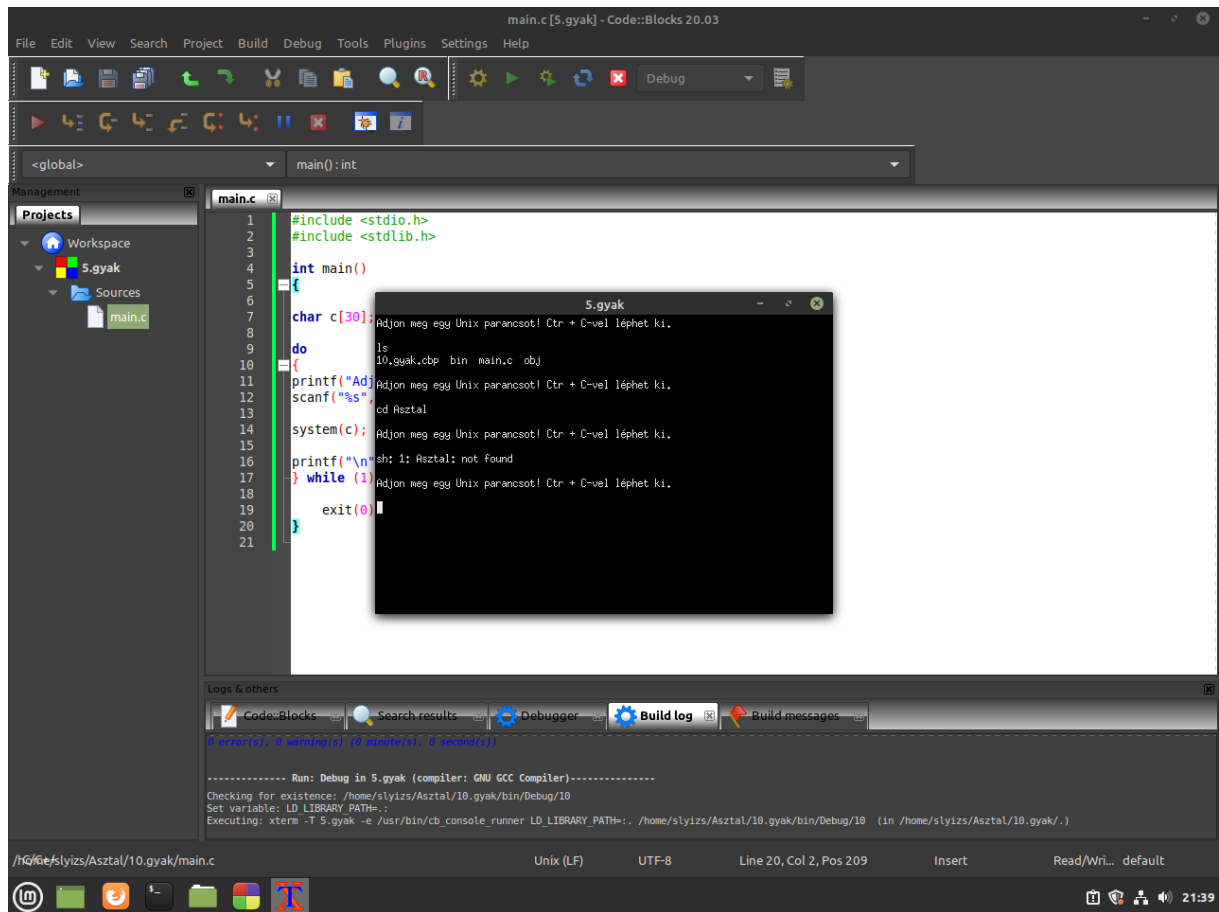 main.c [5.gyak] - Code::Blocks 20.03
File Edit View Search Project Build Debug Tools Plugins Settings Help
Debug
<global> main() : int
Management
Projects
Workspace
5.gyak
Sources
main.c
main.c
1 #include <stdio.h>
2 #include <stdlib.h>
3
4 int main()
5 {
6
7 char c[30];
8
9 do
10 {
11 printf("Adj
12 scanf("%s",
13
14 system(c);
15
16 printf("\n"
17 } while (1)
18
19 exit(0)
20 }
21
5.gyak
Adjon meg egy Unix parancsot! Ctr + C-vel léphet ki.
ls
10.gyak.cbp bin main.c obj
Adjon meg egy Unix parancsot! Ctr + C-vel léphet ki.
cd Asztal
Adjon meg egy Unix parancsot! Ctr + C-vel léphet ki.
sh: 1: Asztal: not found
Adjon meg egy Unix parancsot! Ctr + C-vel léphet ki.
Logs & others
Code::Blocks Search results Debugger Build log Build messages
0 error(s), 0 warning(s) (0 minute(s), 0 second(s))
-------------- Run: Debug in 5.gyak (compiler: GNU GCC Compiler)---------------
Checking for existence: /home/slyizs/Asztal/10.gyak/bin/Debug/10
Set variable: LD_LIBRARY_PATH=.:
Executing: xterm -T 5.gyak -e /usr/bin/cb_console_runner LD_LIBRARY_PATH=:. /home/slyizs/Asztal/10.gyak/bin/Debug/10 (in /home/slyizs/Asztal/10.gyak/.)
/home/slyizs/Asztal/10.gyak/main.c C/C++ Unix (LF) UTF-8 Line 20, Col 2, Pos 209 Insert Read/Wri... default
21:39